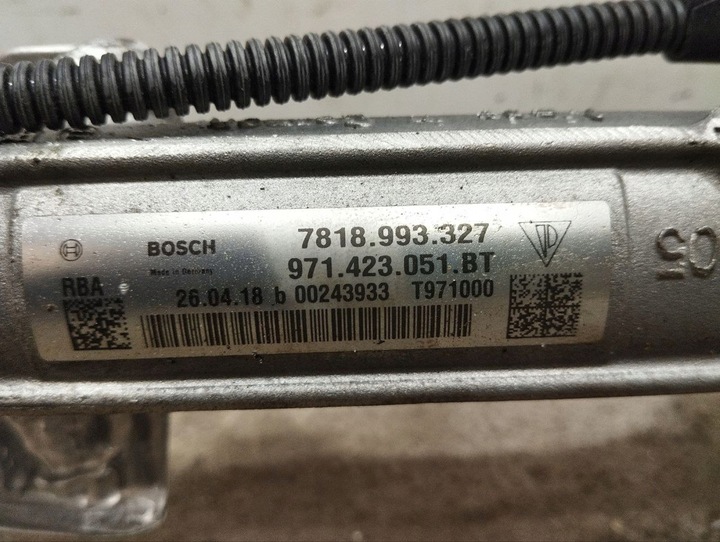 BOSCH 7818.993.327
Made in Germany 971.423.051.BT
RBA 26.04.18 b 00243933 T971000